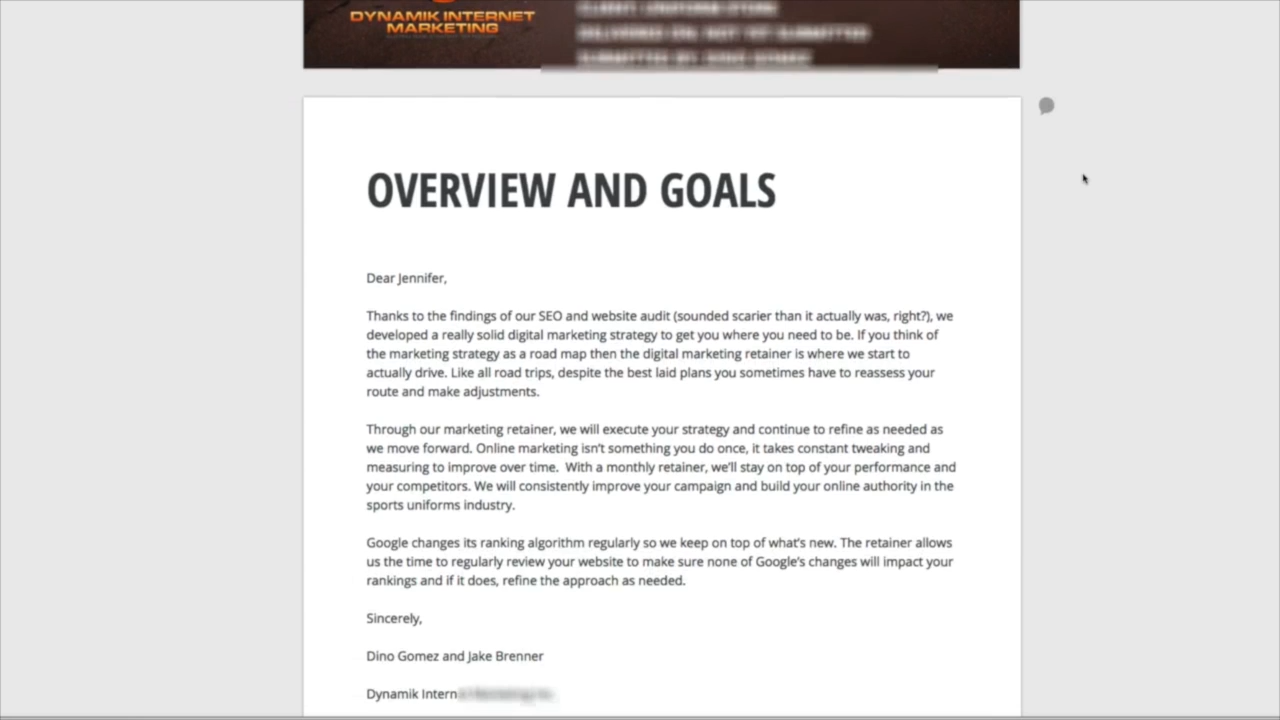 DYNAMIK INTERNET
MARKETING
OVERVIEW AND GOALS
Dear Jennifer,
Thanks to the findings of our SEO and website audit (sounded scarier than it actually was, right?), we
developed a really solid digital marketing strategy to get you where you need to be. If you think of
the marketing strategy as a road map then the digital marketing retainer is where we start to
actually drive. Like all road trips, despite the best laid plans you sometimes have to reassess your
route and make adjustments.
Through our marketing retainer, we will execute your strategy and continue to refine as needed as
we move forward. Online marketing isn't something you do once, it takes constant tweaking and
measuring to improve over time.  With a monthly retainer, we'll stay on top of your performance and
your competitors. We will consistently improve your campaign and build your online authority in the
sports uniforms industry.
Google changes its ranking algorithm regularly so we keep on top of what's new. The retainer allows
us the time to regularly review your website to make sure none of Google's changes will impact your
rankings and if it does, refine the approach as needed.
Sincerely,
Dino Gomez and Jake Brenner
Dynamik